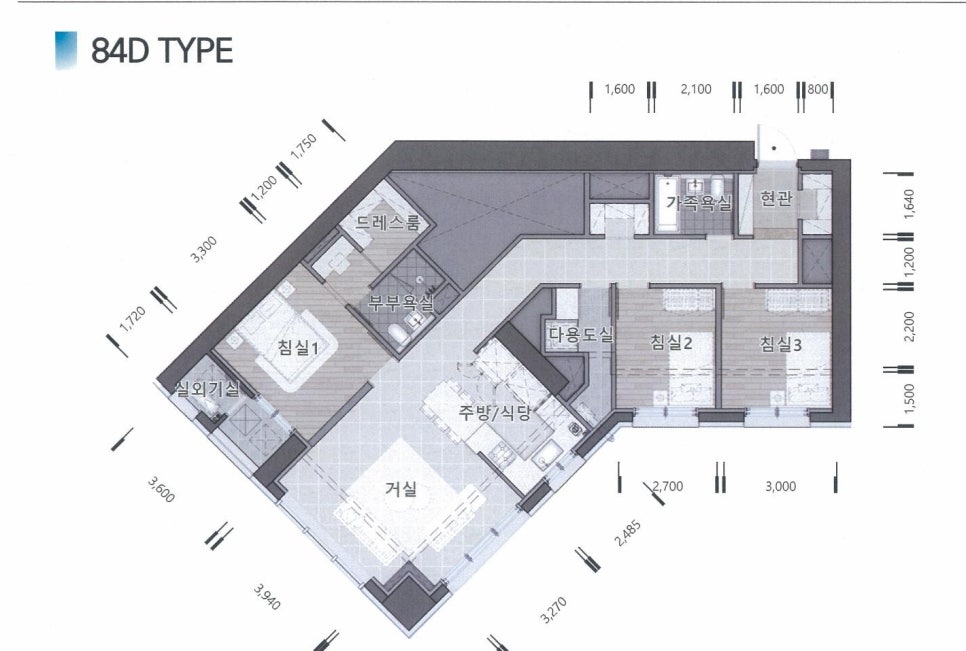 84D TYPE
1,600 2,100 1,600 800
1,750
1,200
3,300
1,720
드레스룸
가족욕실
현관
1,640
1,200
2,200
1,500
부부욕실
다용도실
침실1
침실2
침실3
실외기실
주방/식당
거실
2,700 3,000
3,600
2,485
3,940
3,270